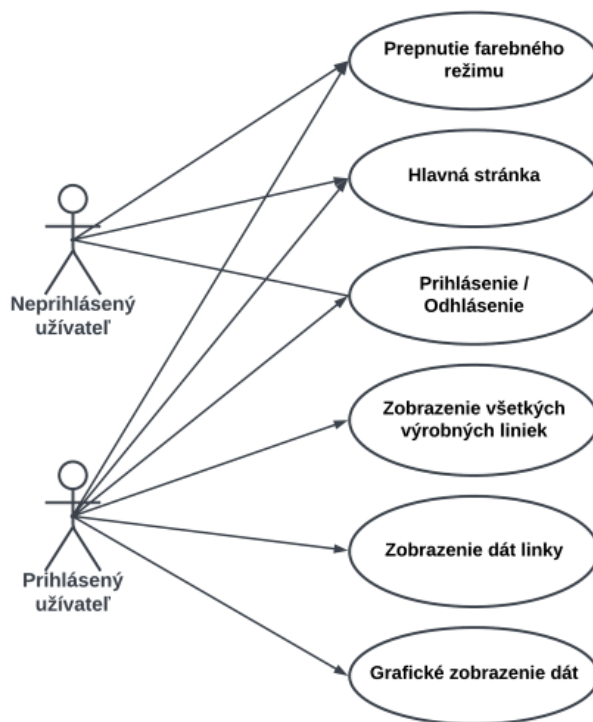 Prepnutie farebného
režimu
Hlavná stránka
Neprihlásený
užívateľ
Prihlásenie /
Odhlásenie
Zobrazenie všetkých
výrobných liniek
Zobrazenie dát linky
Prihlásený
užívateľ
Grafické zobrazenie dát